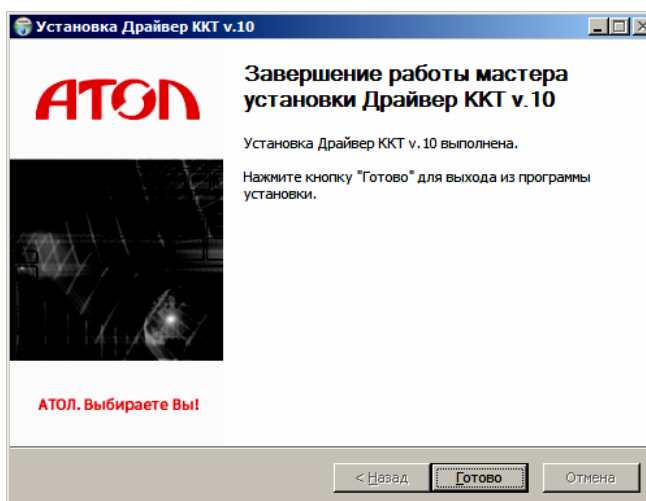 Установка Драйвер ККТ v.10
АТОЛ
Завершение работы мастера
установки Драйвер ККТ v.10
Установка Драйвер ККТ v.10 выполнена.
Нажмите кнопку "Готово" для выхода из программы
установки.
АТОЛ. Выбираете Вы!
< Назад
Готово
Отмена